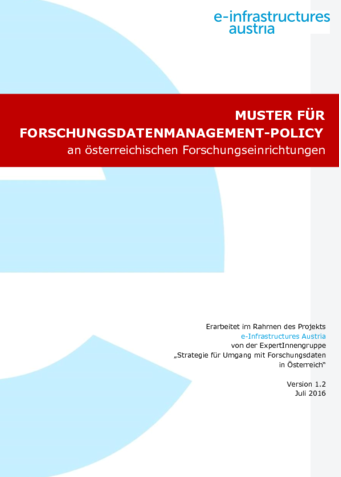 e-infrastructures
austria
MUSTER FÜR
FORSCHUNGSDATENMANAGEMENT-POLICY
an österreichischen Forschungseinrichtungen
Erarbeitet im Rahmen des Projekts
e-Infrastructures Austria
von der ExpertInnengruppe
„Strategie für Umgang mit Forschungsdaten
in Österreich“
Version 1.2
Juli 2016